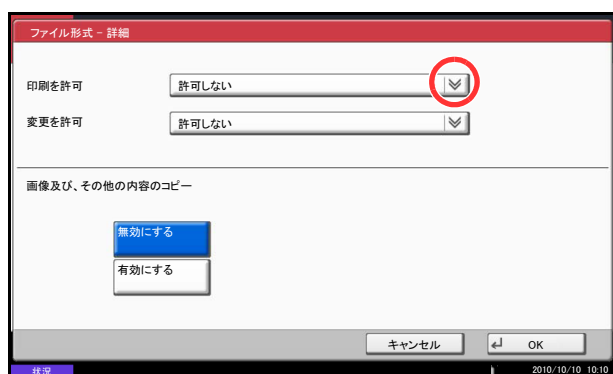 ファイル形式 - 詳細
印刷を許可 許可しない
変更を許可 許可しない
画像及び、その他の内容のコピー
無効にする
有効にする
キャンセル OK
状況 2010/10/10 10:10